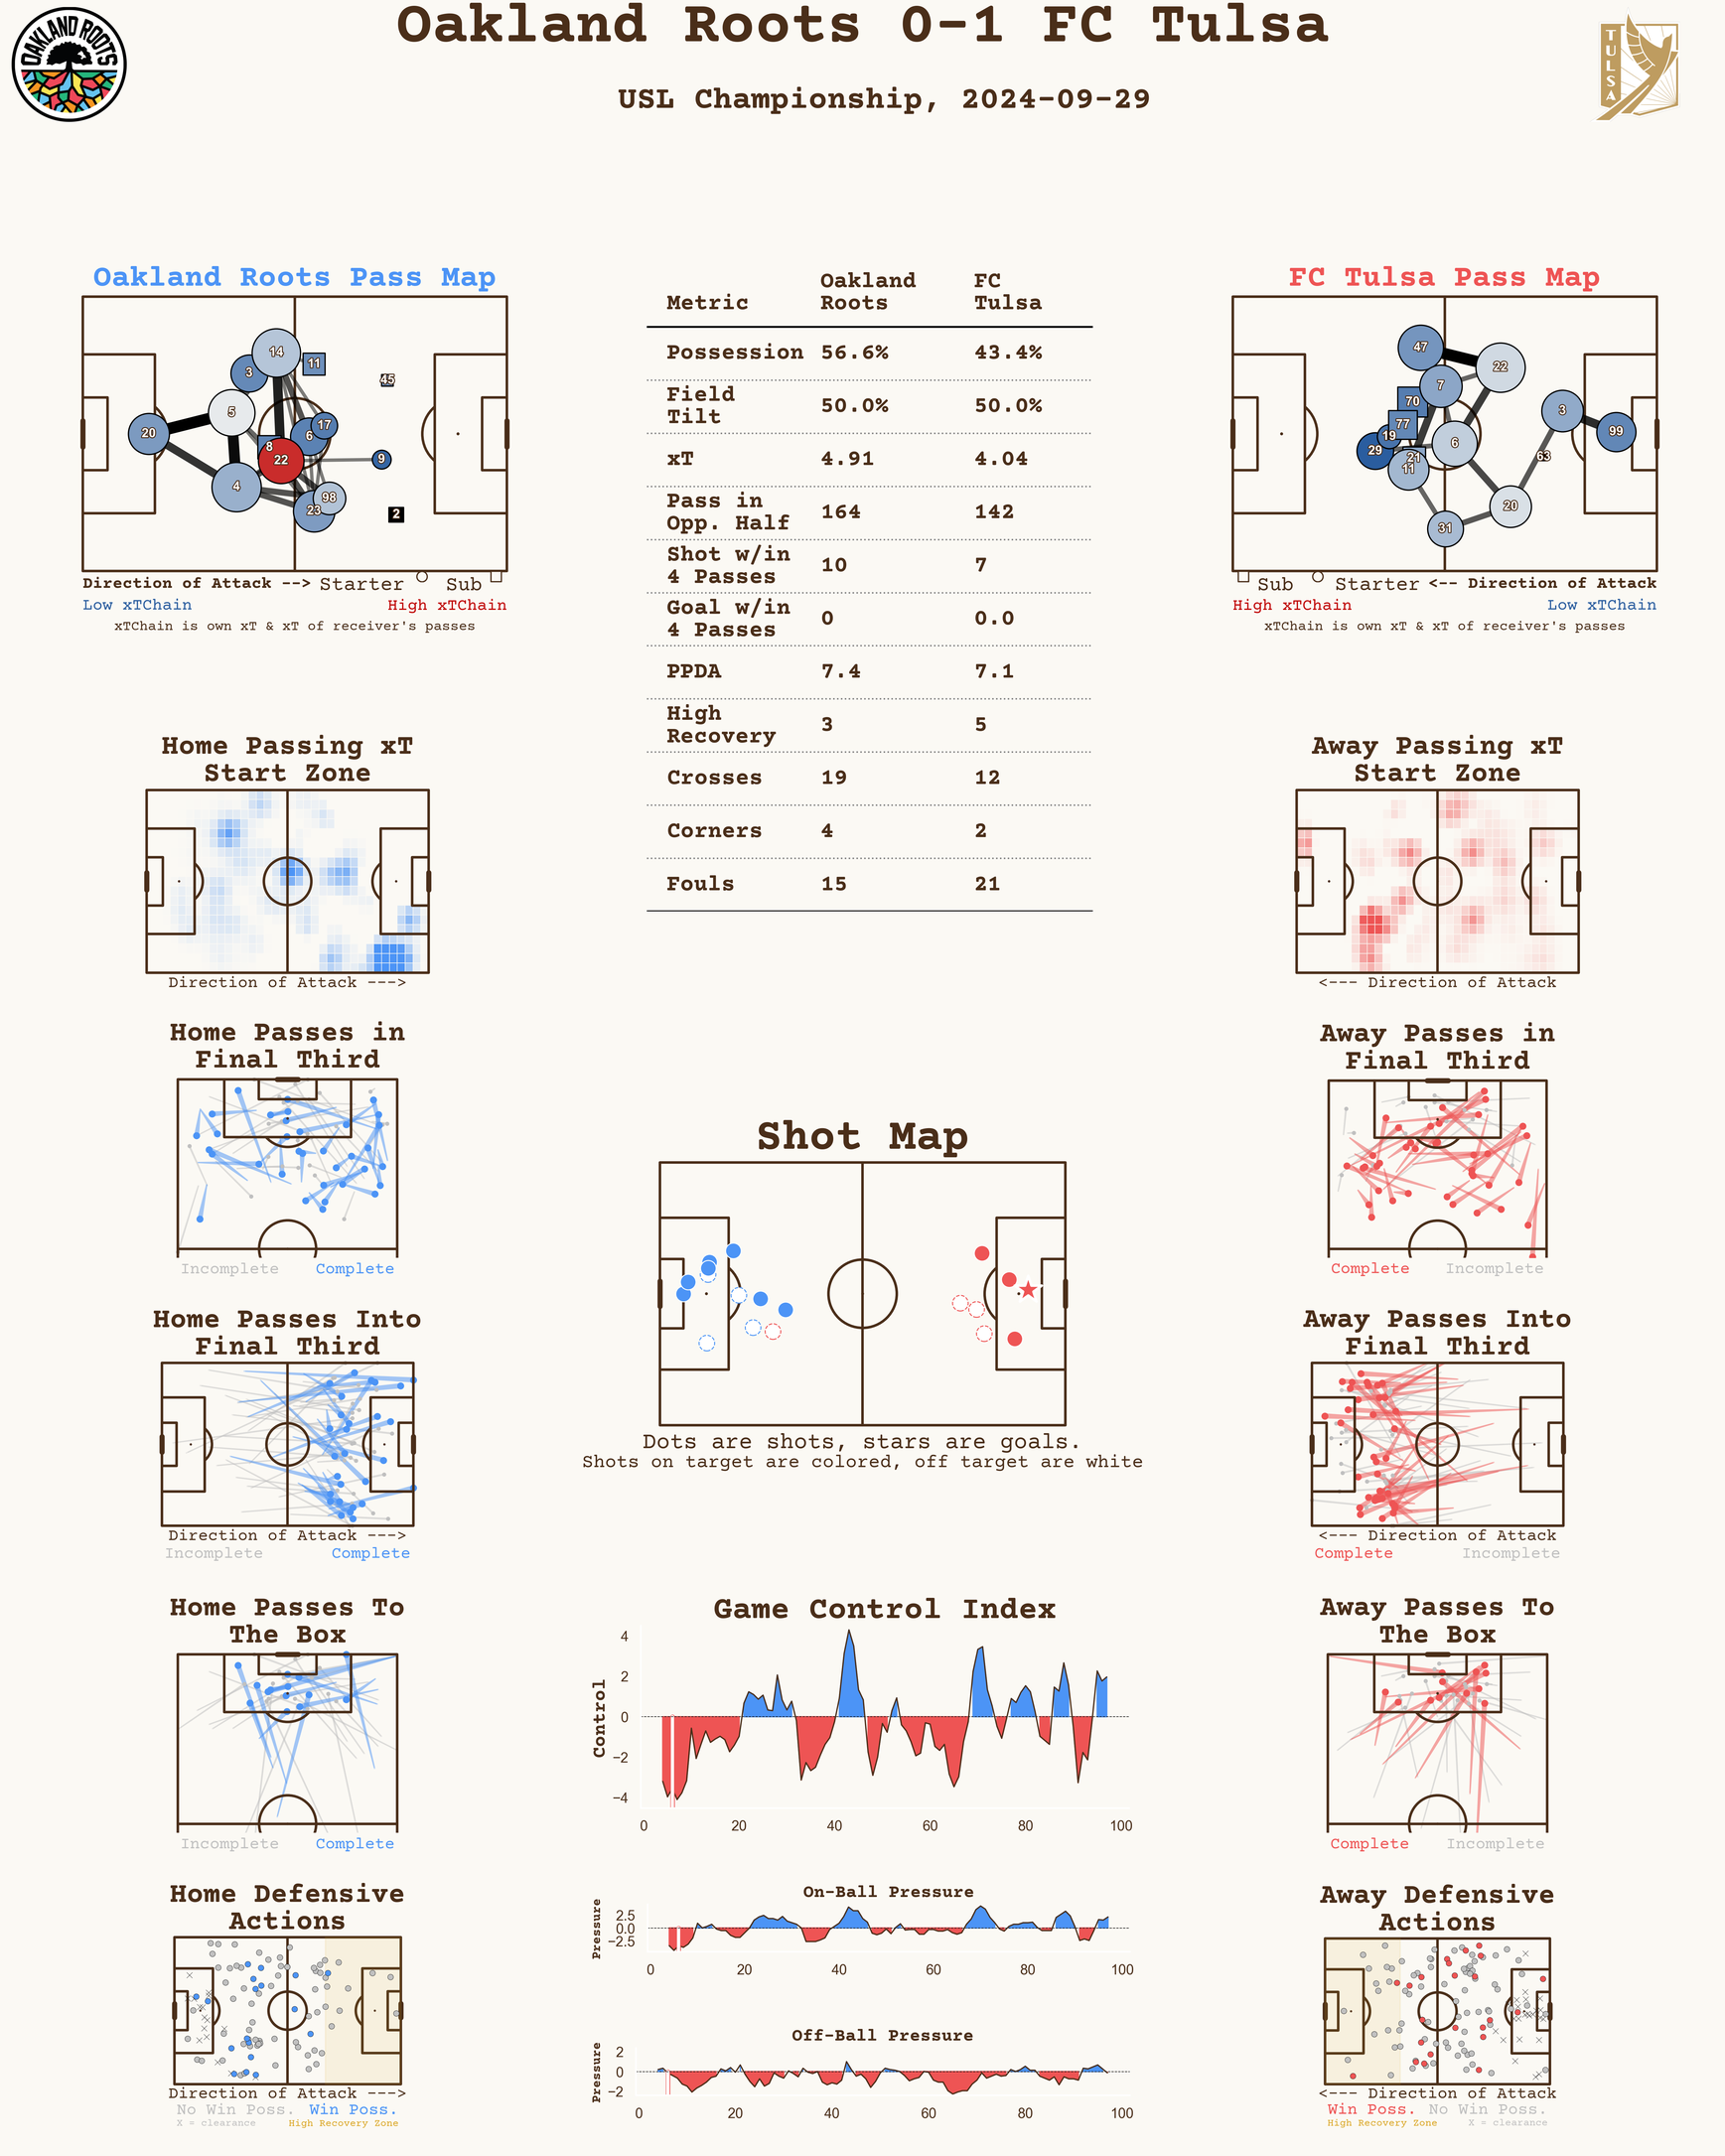 Oakland Roots 0-1 FC Tulsa
USL Championship, 2024-09-29
OAKLAND ROOTS
TULSA
Oakland Roots Pass Map
14
11
3
45
5
17
20
6
8
22
9
4
98
23
2
Direction of Attack --> Starter Sub
Low xTChain High xTChain
xTChain is own xT & xT of receiver's passes
Metric Oakland Roots FC Tulsa
Possession 56.6% 43.4%
Field Tilt 50.0% 50.0%
xT 4.91 4.04
Pass in Opp. Half 164 142
Shot w/in 4 Passes 10 7
Goal w/in 4 Passes 0 0.0
PPDA 7.4 7.1
High Recovery 3 5
Crosses 19 12
Corners 4 2
Fouls 15 21
FC Tulsa Pass Map
47
22
7
70
3
77
99
19
6
29
63
21
11
20
31
Sub Starter <-- Direction of Attack
High xTChain Low xTChain
xTChain is own xT & xT of receiver's passes
Home Passing xT
Start Zone
Direction of Attack --->
Away Passing xT
Start Zone
<--- Direction of Attack
Home Passes in
Final Third
Incomplete Complete
Away Passes in
Final Third
Complete Incomplete
Shot Map
Dots are shots, stars are goals.
Shots on target are colored, off target are white
Home Passes Into
Final Third
Direction of Attack --->
Incomplete Complete
Away Passes Into
Final Third
<--- Direction of Attack
Complete Incomplete
Home Passes To
The Box
Incomplete Complete
Game Control Index
Control
4
2
0
−2
−4
0 20 40 60 80 100
Away Passes To
The Box
Complete Incomplete
Home Defensive
Actions
Direction of Attack --->
No Win Poss. Win Poss.
X = clearance High Recovery Zone
On-Ball Pressure
Pressure
2.5
0.0
−2.5
0 20 40 60 80 100
Off-Ball Pressure
Pressure
2
0
−2
0 20 40 60 80 100
Away Defensive
Actions
<--- Direction of Attack
Win Poss. No Win Poss.
High Recovery Zone X = clearance